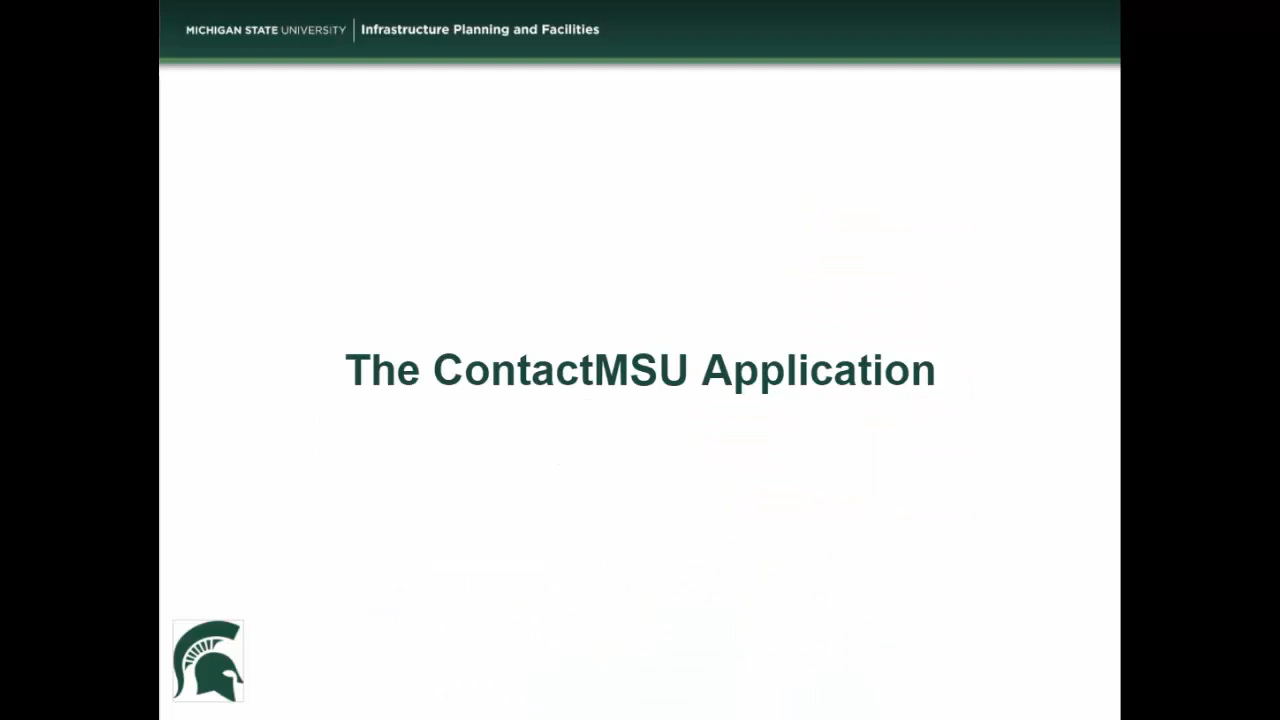 MICHIGAN STATE UNIVERSITY | Infrastructure Planning and Facilities
The ContactMSU Application